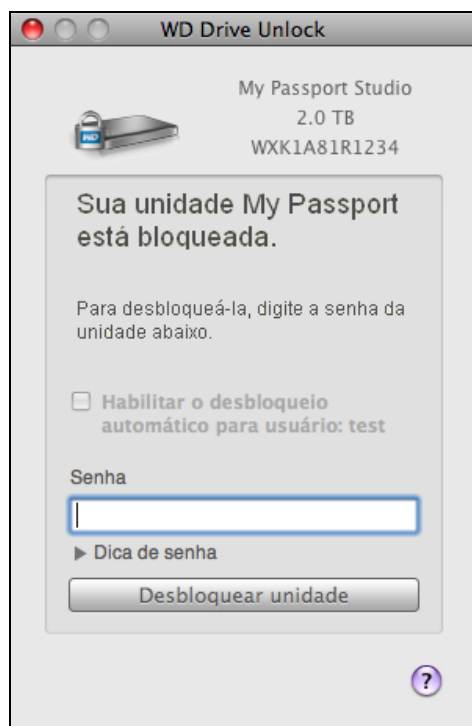 WD Drive Unlock
My Passport Studio
2.0 TB
WXK1A81R1234
WD
Sua unidade My Passport
está bloqueada.
Para desbloqueá-la, digite a senha da
unidade abaixo.
Habilitar o desbloqueio
automático para usuário: test
Senha
Dica de senha
Desbloquear unidade
?